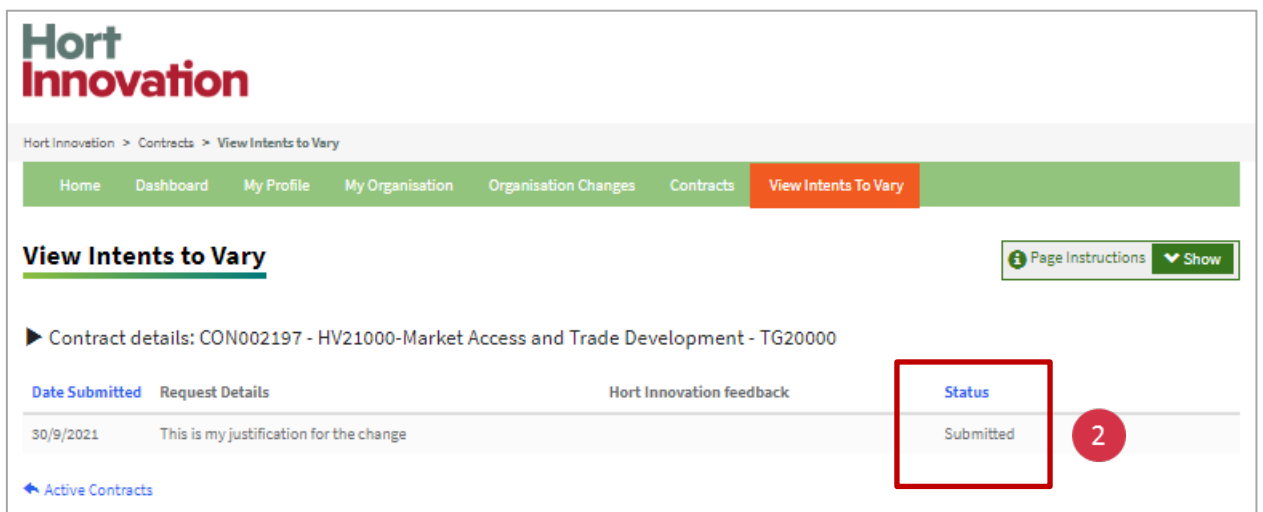 Hort
Innovation
Hort Innovation > Contracts > View Intents to Vary
Home Dashboard My Profile My Organisation Organisation Changes Contracts View Intents To Vary
View Intents to Vary
Page Instructions Show
Contract details: CON002197 - HV21000-Market Access and Trade Development - TG20000
Date Submitted Request Details Hort Innovation feedback Status
30/9/2021 This is my justification for the change Submitted
2
Active Contracts